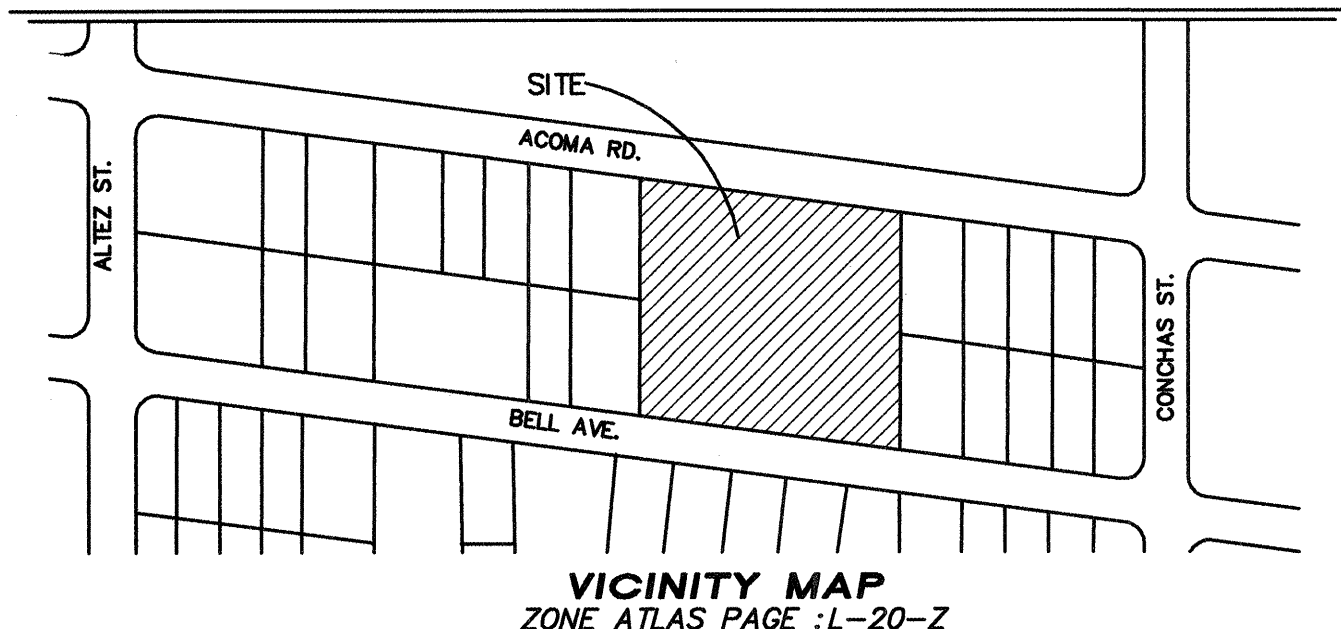 SITE
ACOMA RD.
ALTEZ ST.
CONCHAS ST.
BELL AVE.
VICINITY MAP
ZONE ATLAS PAGE :L-20-Z